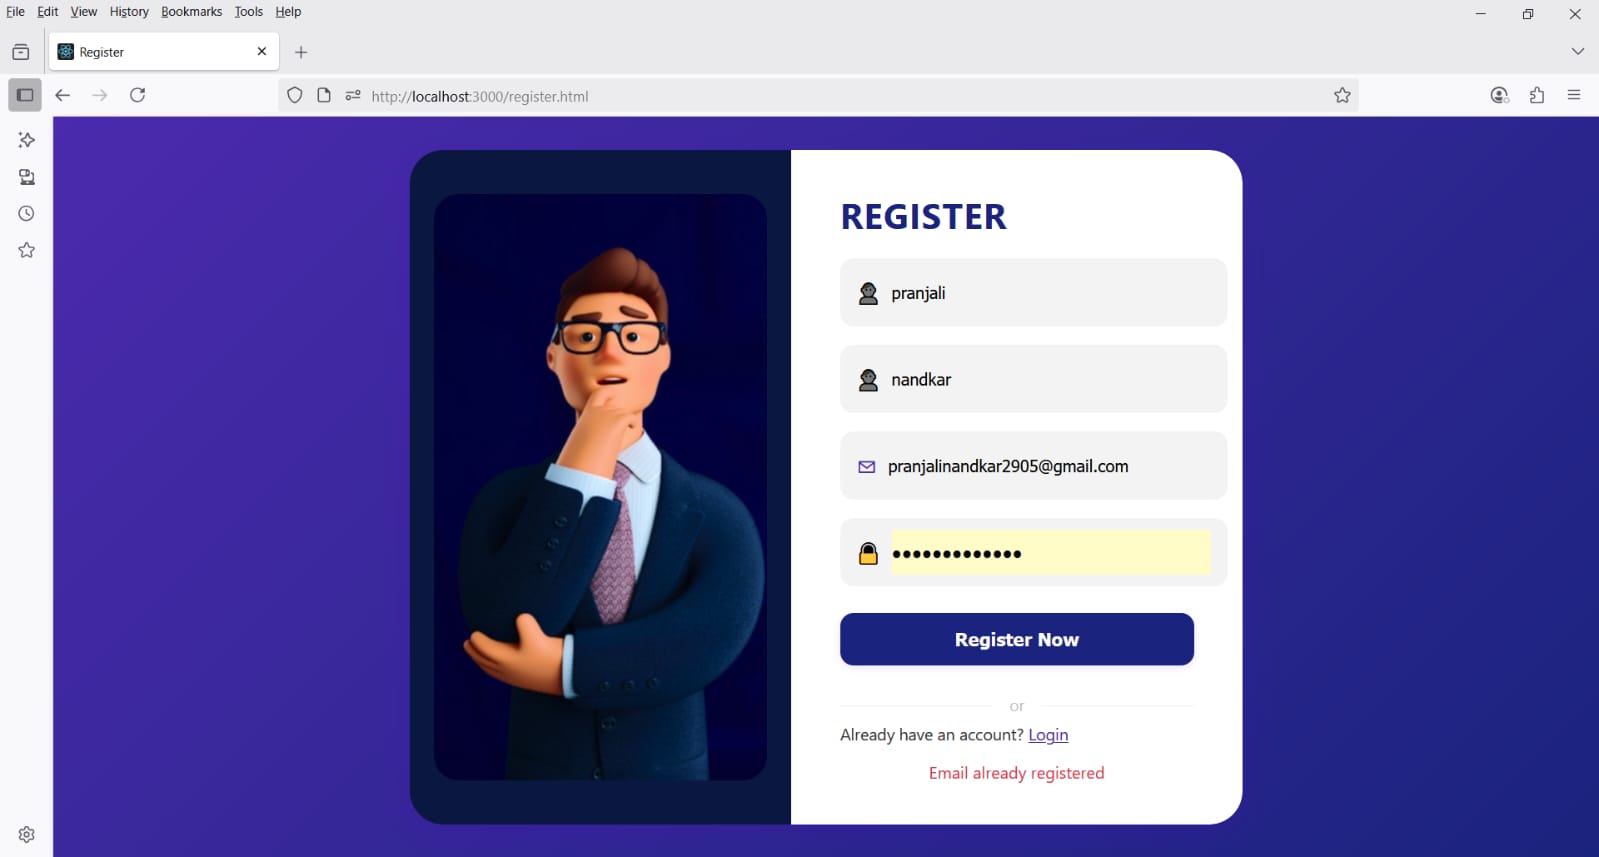 File Edit View History Bookmarks Tools Help
Register
http://localhost:3000/register.html
REGISTER
pranjali
nandkar
pranjalinandkar2905@gmail.com
•••••••••••••
Register Now
or
Already have an account? Login
Email already registered